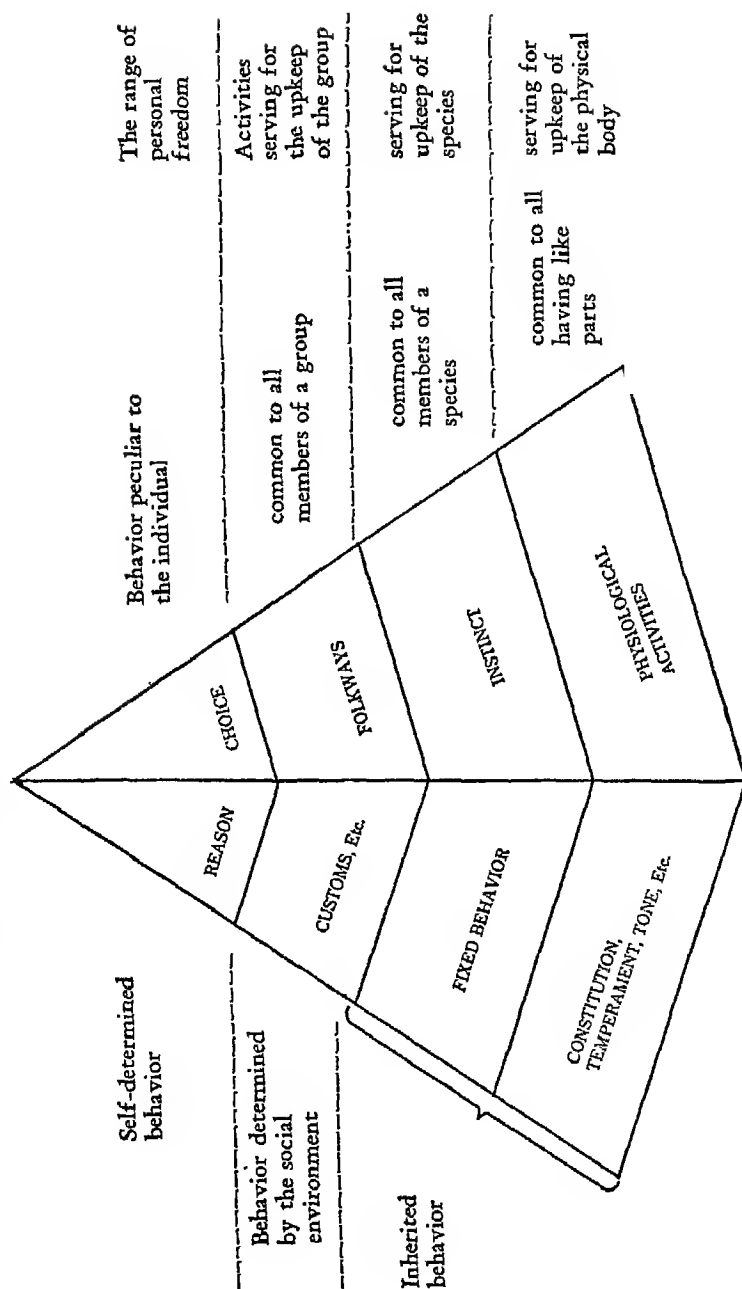 Self-determined
behavior
REASON
CHOICE
Behavior peculiar to
the individual
The range of
personal
freedom
Behavior determined
by the social
environment
CUSTOMS, Etc.
FOLKWAYS
common to all
members of a group
Activities
serving for
the upkeep
of the group
Inherited
behavior
FIXED BEHAVIOR
INSTINCT
common to all
members of a
species
serving for
upkeep of the
species
CONSTITUTION,
TEMPERAMENT, TONE, Etc.
PHYSIOLOGICAL
ACTIVITIES
common to all
having like
parts
serving for
upkeep of
the physical
body